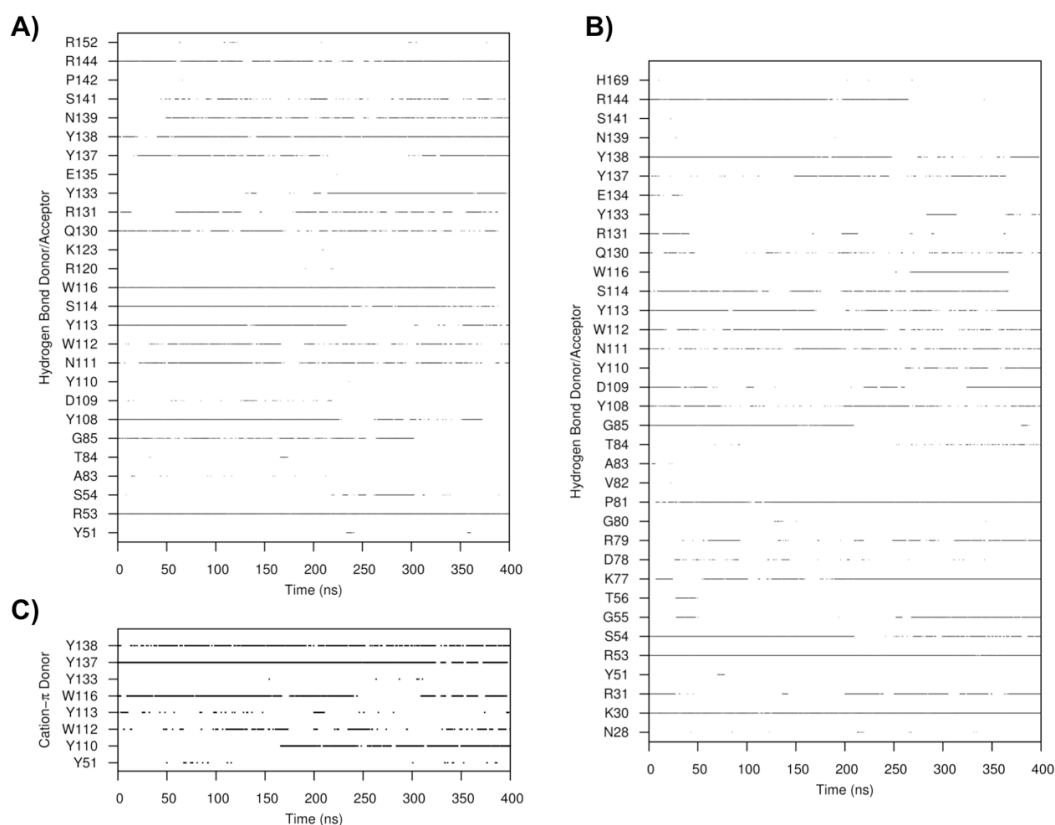 A)
Hydrogen Bond Donor/Acceptor
R152
R144
P142
S141
N139
Y138
Y137
E135
Y133
R131
Q130
K123
R120
W116
S114
Y113
W112
N111
Y110
D109
Y108
G85
T84
A83
S54
R53
Y51
0 50 100 150 200 250 300 350 400
Time (ns)
B)
Hydrogen Bond Donor/Acceptor
H169
R144
S141
N139
Y138
Y137
E134
Y133
R131
Q130
W116
S114
Y113
W112
N111
Y110
D109
Y108
G85
T84
A83
V82
P81
G80
R79
D78
K77
T56
G55
S54
R53
Y51
R31
K30
N28
0 50 100 150 200 250 300 350 400
Time (ns)
C)
Cation−π Donor
Y138
Y137
Y133
W116
Y113
W112
Y110
Y51
0 50 100 150 200 250 300 350 400
Time (ns)